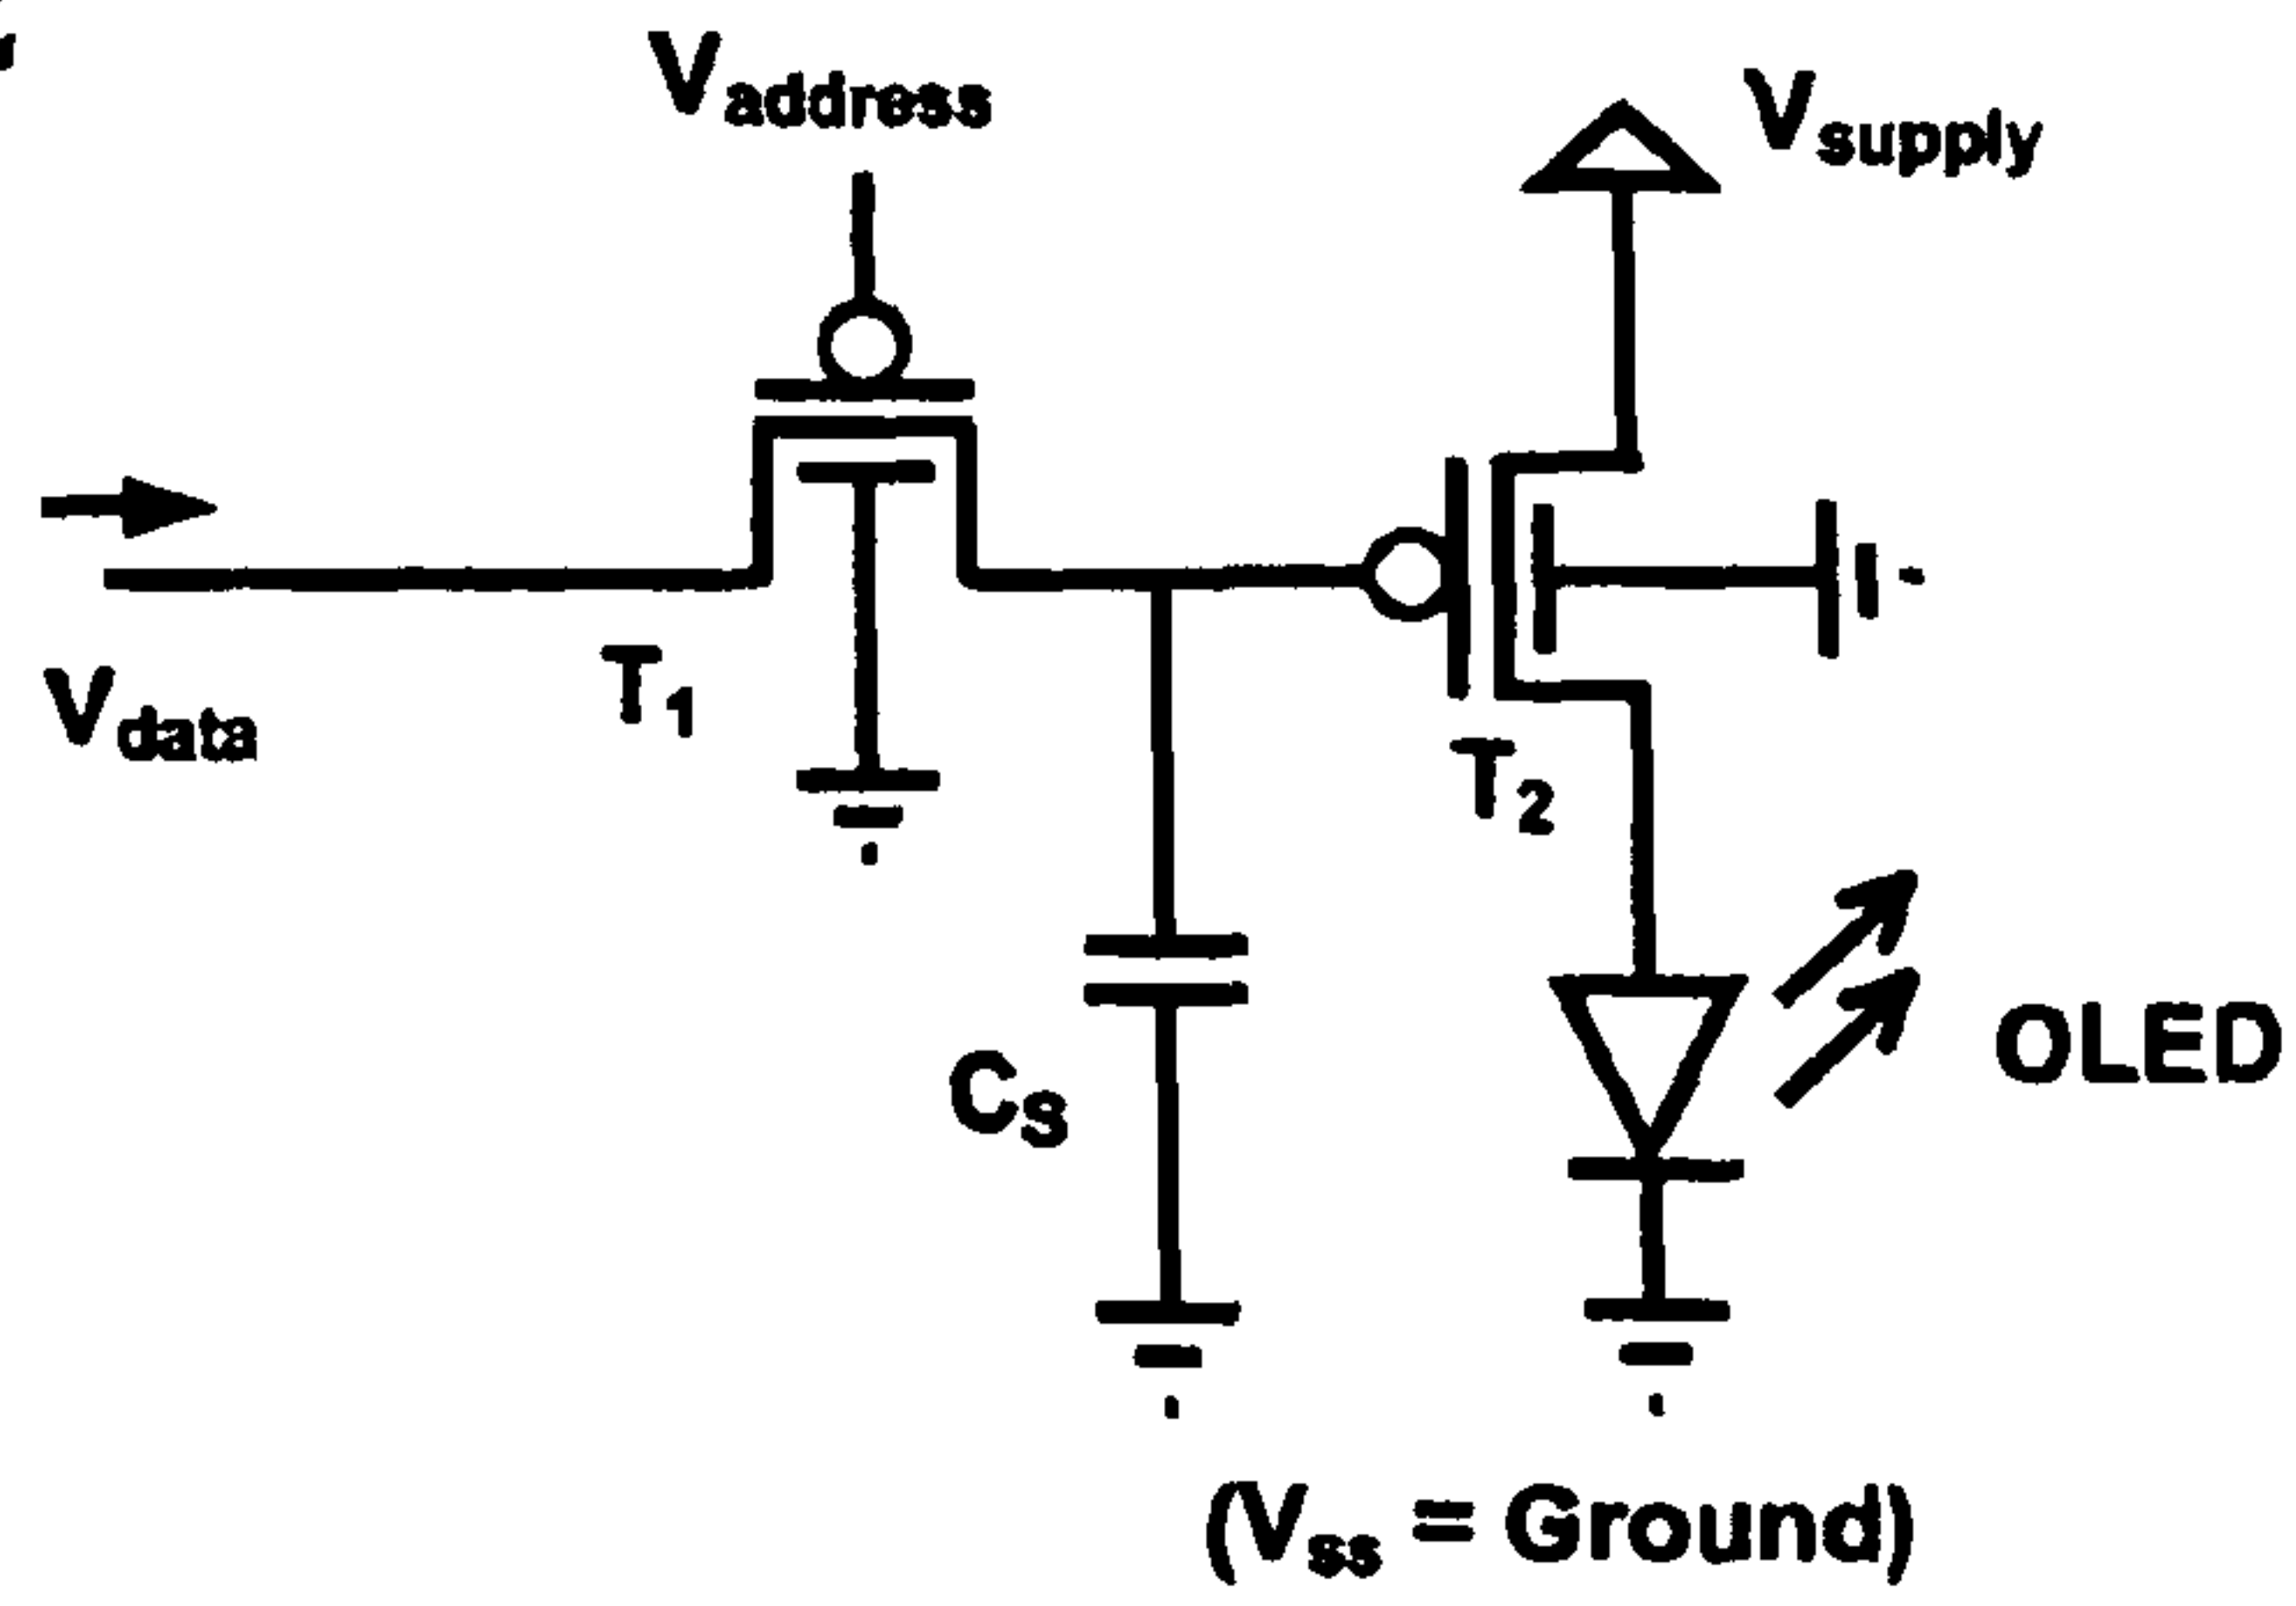 Vaddress
Vsupply
Vdata
T1
T2
CS
OLED
(Vss = Ground)